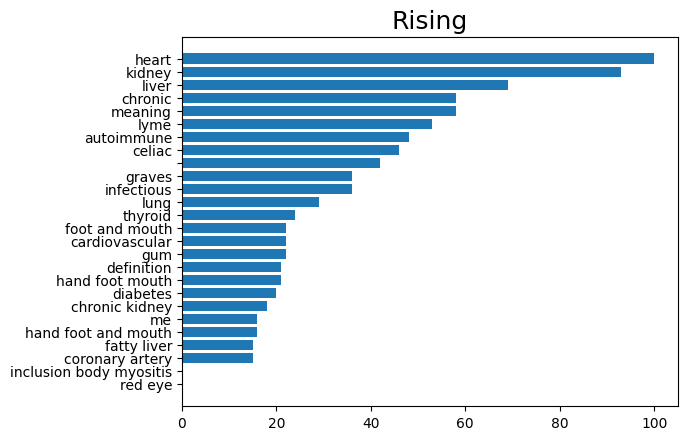 Rising
heart
kidney
liver
chronic
meaning
lyme
autoimmune
celiac
graves
infectious
lung
thyroid
foot and mouth
cardiovascular
gum
definition
hand foot mouth
diabetes
chronic kidney
me
hand foot and mouth
fatty liver
coronary artery
inclusion body myositis
red eye
0 20 40 60 80 100